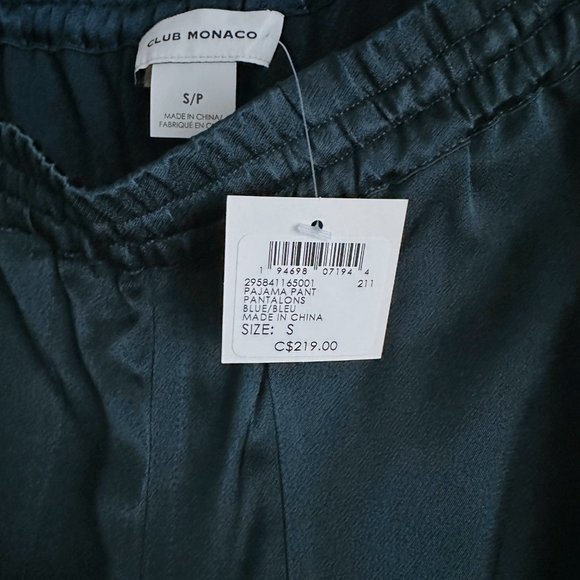 CLUB MONACO
S/P
MADE IN CHINA/
FABRIQUÉ EN
1 94698 07194 4
295841165001 211
PAJAMA PANT
PANTALONS
BLUE/BLEU
MADE IN CHINA
SIZE: S
C$219.00